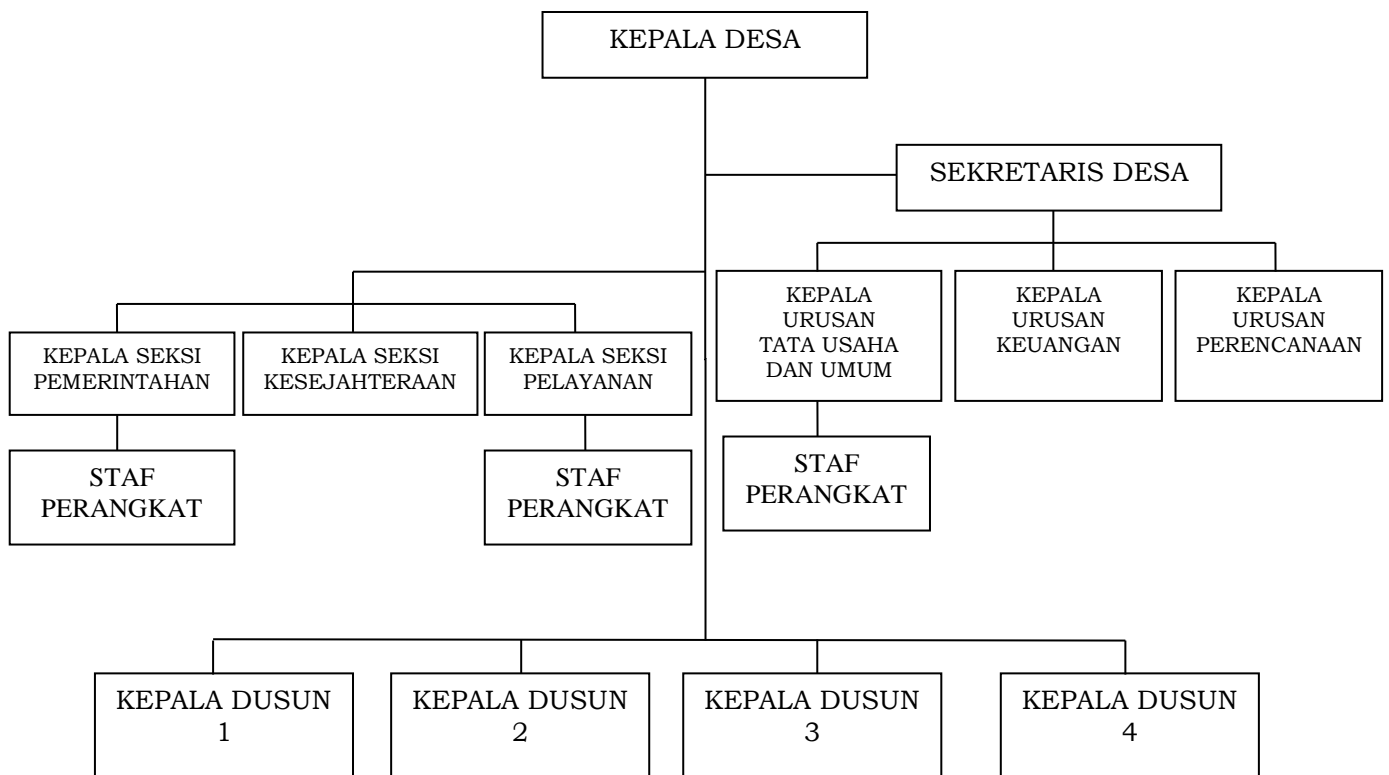 KEPALA DESA
SEKRETARIS DESA
KEPALA
URUSAN
TATA USAHA
DAN UMUM
KEPALA
URUSAN
KEUANGAN
KEPALA
URUSAN
PERENCANAAN
KEPALA SEKSI
PEMERINTAHAN
KEPALA SEKSI
KESEJAHTERAAN
KEPALA SEKSI
PELAYANAN
STAF
PERANGKAT
STAF
PERANGKAT
STAF
PERANGKAT
KEPALA DUSUN
1
KEPALA DUSUN
2
KEPALA DUSUN
3
KEPALA DUSUN
4